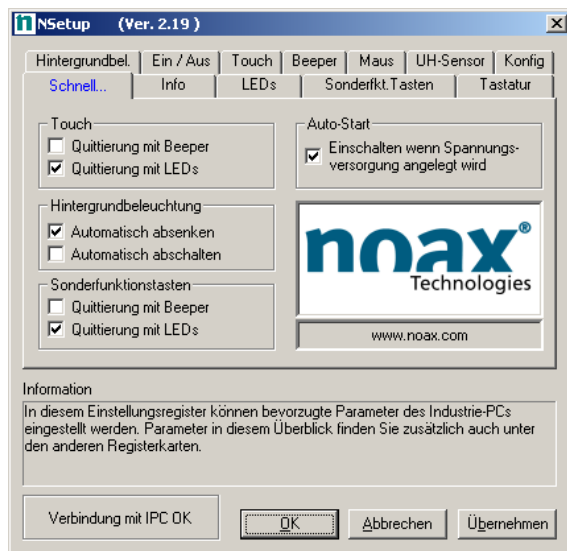 NSetup (Ver. 2.19 )
Hintergrundbel. Ein / Aus Touch Beeper Maus UH-Sensor Konfig
Schnell... Info LEDs Sonderfkt.Tasten Tastatur
Touch
Quittierung mit Beeper
Quittierung mit LEDs
Auto-Start
Einschalten wenn Spannungs-
versorgung angelegt wird
Hintergrundbeleuchtung
Automatisch absenken
Automatisch abschalten
Sonderfunktionstasten
Quittierung mit Beeper
Quittierung mit LEDs
noax®
Technologies
www.noax.com
Information
In diesem Einstellungsregister können bevorzugte Parameter des Industrie-PCs
eingestellt werden. Parameter in diesem Überblick finden Sie zusätzlich auch unter
den anderen Registerkarten.
Verbindung mit IPC OK
OK Abbrechen Übernehmen